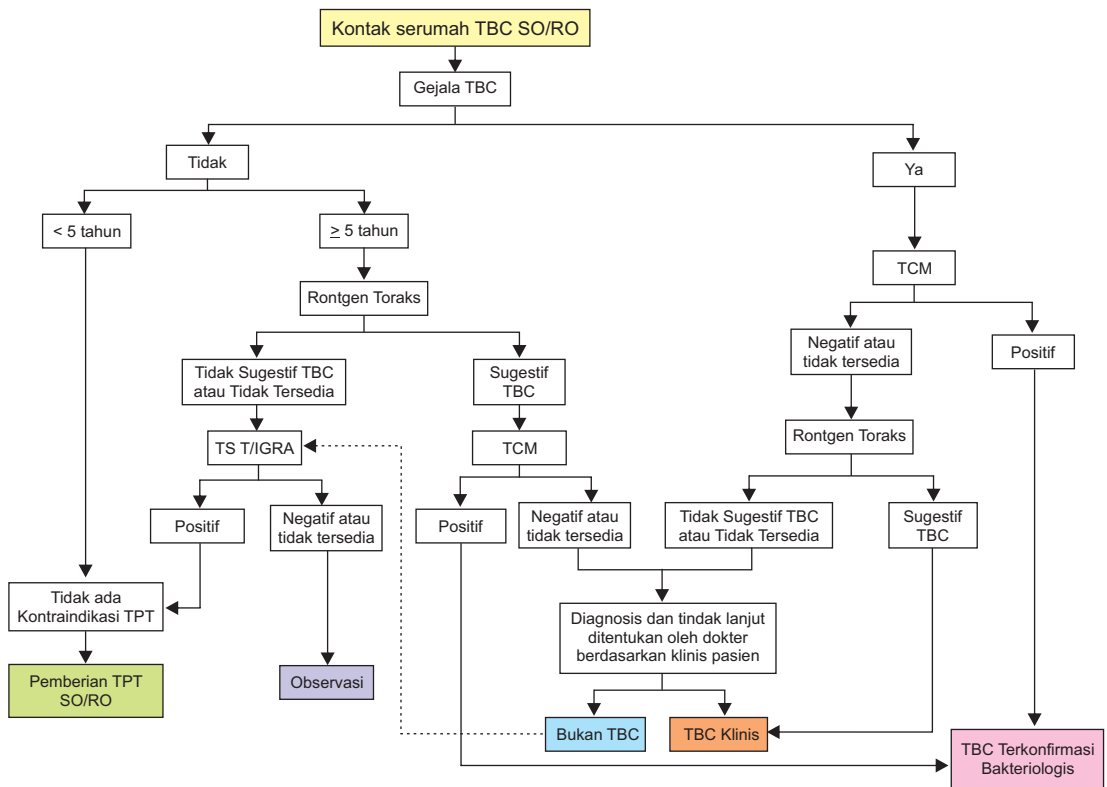 Kontak serumah TBC SO/RO
Gejala TBC
Tidak
Ya
< 5 tahun
≥ 5 tahun
TCM
Rontgen Toraks
Negatif atau
tidak tersedia
Positif
Tidak Sugestif TBC
atau Tidak Tersedia
Sugestif
TBC
Rontgen Toraks
TS T/IGRA
TCM
Positif
Negatif atau
tidak tersedia
Positif
Negatif atau
tidak tersedia
Tidak Sugestif TBC
atau Tidak Tersedia
Sugestif
TBC
Tidak ada
Kontraindikasi TPT
Diagnosis dan tindak lanjut
ditentukan oleh dokter
berdasarkan klinis pasien
Pemberian TPT
SO/RO
Observasi
Bukan TBC
TBC Klinis
TBC Terkonfirmasi
Bakteriologis